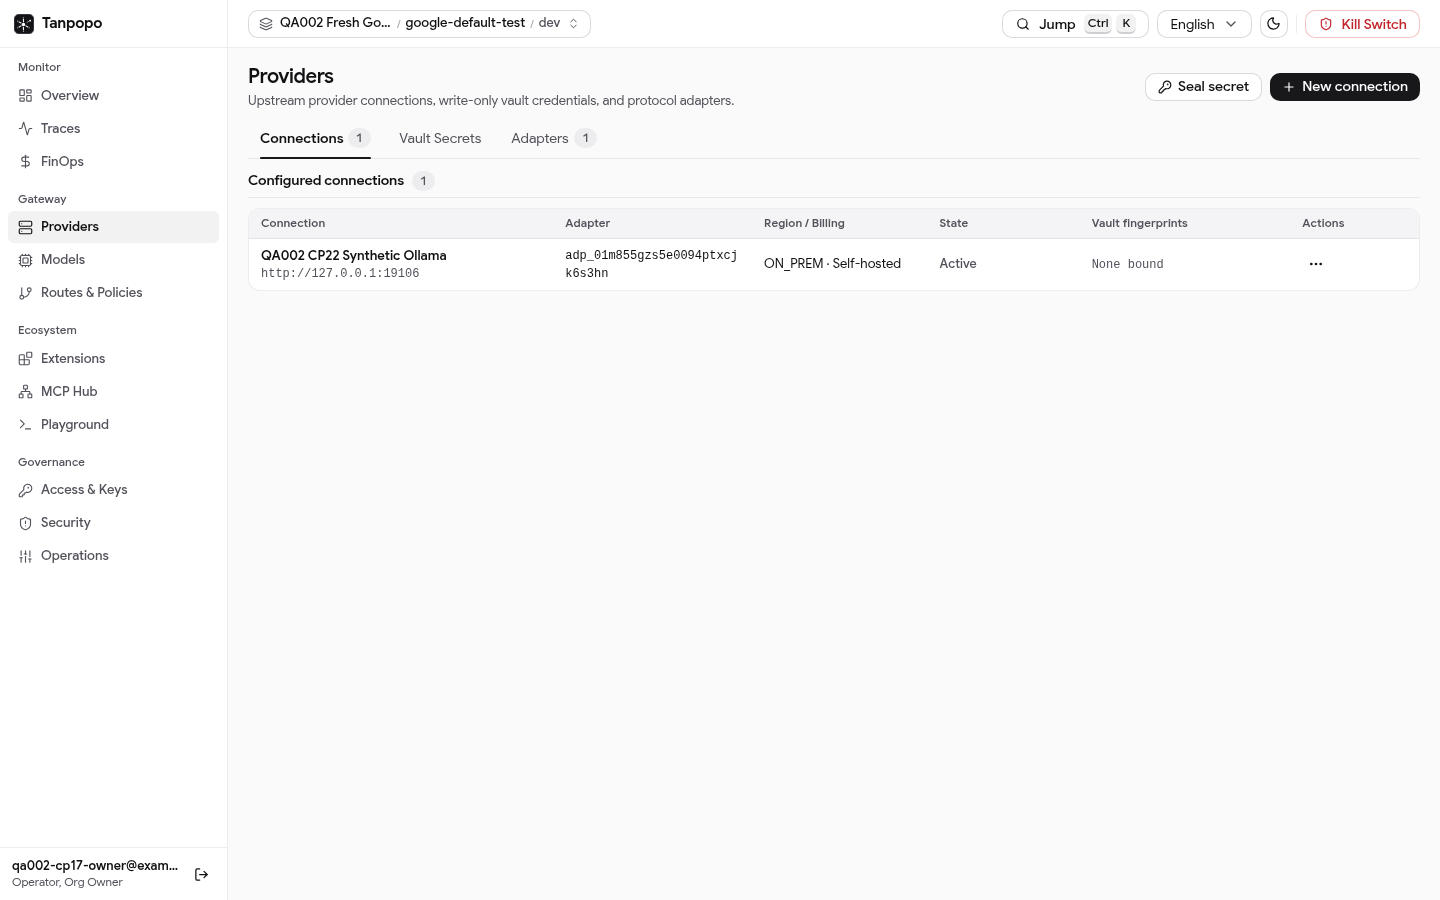 Tanpopo
QA002 Fresh Go... / google-default-test / dev
Jump Ctrl K
English
Kill Switch
Monitor
Overview
Traces
FinOps
Gateway
Providers
Models
Routes & Policies
Ecosystem
Extensions
MCP Hub
Playground
Governance
Access & Keys
Security
Operations
qa002-cp17-owner@exam...
Operator, Org Owner
Providers
Upstream provider connections, write-only vault credentials, and protocol adapters.
Seal secret
New connection
Connections 1
Vault Secrets
Adapters 1
Configured connections 1
Connection Adapter Region / Billing State Vault fingerprints Actions
QA002 CP22 Synthetic Ollama
http://127.0.0.1:19106
adp_01m855gzs5e0094ptxcj
k6s3hn
ON_PREM · Self-hosted
Active
None bound